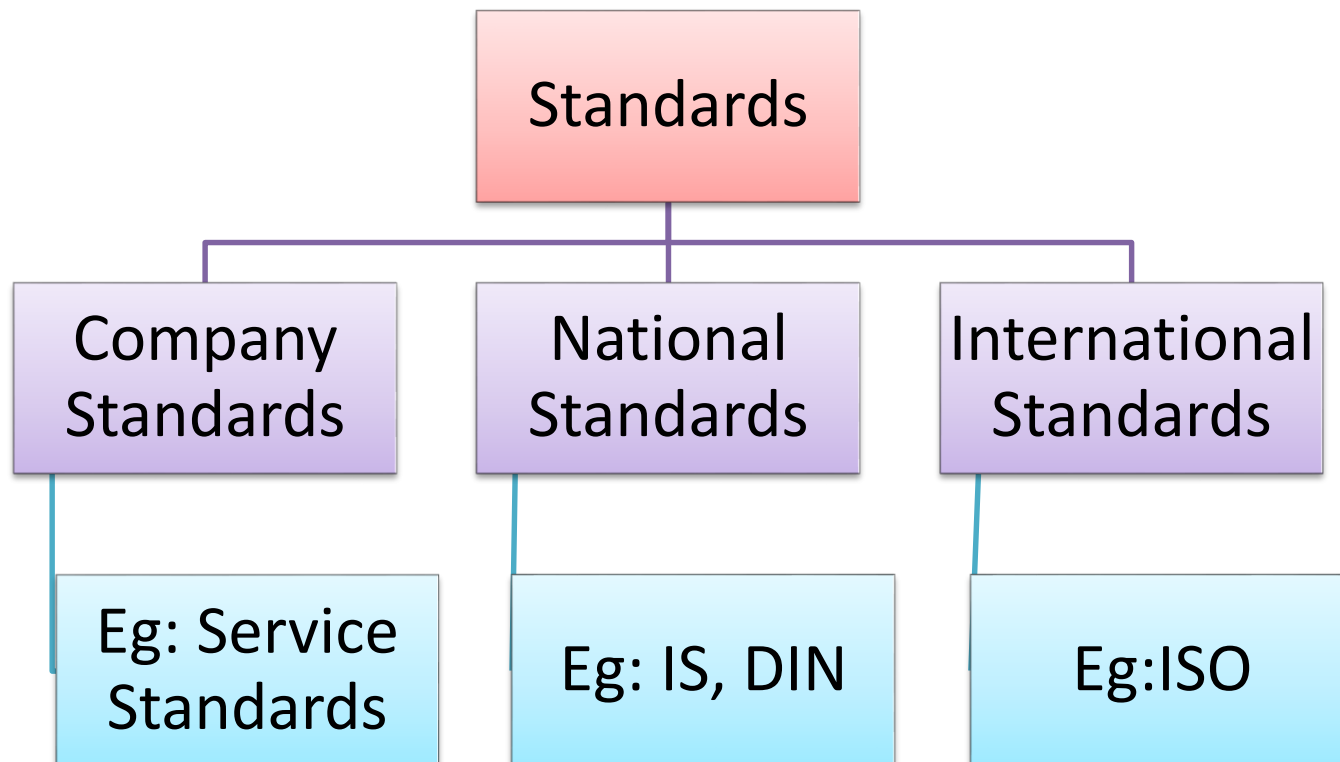 Standards
Company
Standards
National
Standards
International
Standards
Eg: Service
Standards
Eg: IS, DIN
Eg:ISO